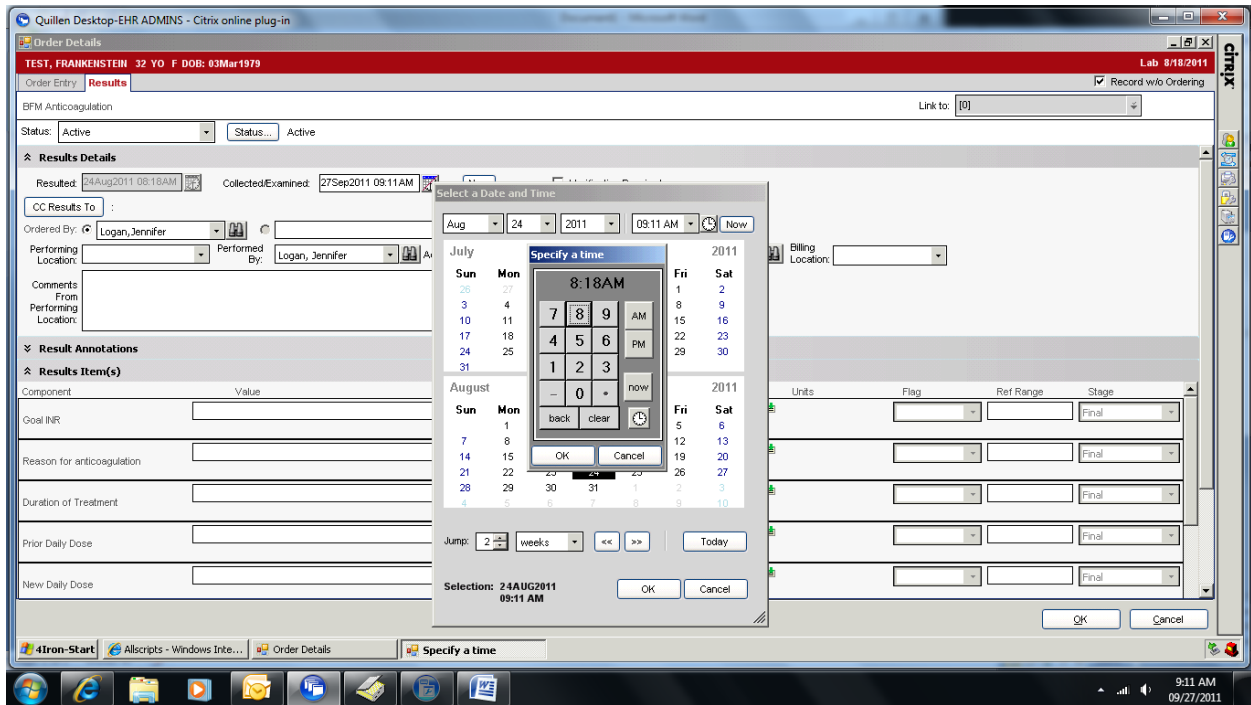 Quillen Desktop-EHR ADMINS - Citrix online plug-in
Order Details
TEST, FRANKENSTEIN 32 YO F DOB: 03Mar1979 Lab 8/18/2011
Order Entry Results Record w/o Ordering
CITRIX
BFM Anticoagulation Link to: [0]
Status: Active Status... Active
Results Details
Resulted: 24Aug2011 08:18AM Collected/Examined: 27Sep2011 09:11AM
CC Results To :
Ordered By: Logan,Jennifer
Performing Location: Performed By: Logan, Jennifer Billing Location:
Comments
From
Performing
Location:
Result Annotations
Results Item(s)
Component Value Units Flag Ref Range Stage
Goal INR Final
Reason for anticoagulation Final
Duration of Treatment Final
Prior Daily Dose Final
New Daily Dose Final
OK Cancel
Select a Date and Time
Aug 24 2011 09:11 AM Now
July 2011
Sun Mon Fri Sat
26 27 1 2
3 4 8 9
10 11 15 16
17 18 22 23
24 25 29 30
31
August 2011
Sun Mon Fri Sat
1 5 6
7 8 12 13
14 15 19 20
21 22 23 24 25 26 27
28 29 30 31 1 2 3
4 5 6 7 8 9 10
Jump: 2 weeks << >> Today
Selection: 24AUG2011
09:11 AM
OK Cancel
Specify a time
8:18AM
7 8 9 AM
4 5 6 PM
1 2 3
- 0 * now
back clear
OK Cancel
4Iron-Start Allscripts - Windows Inte... Order Details Specify a time
9:11 AM
09/27/2011